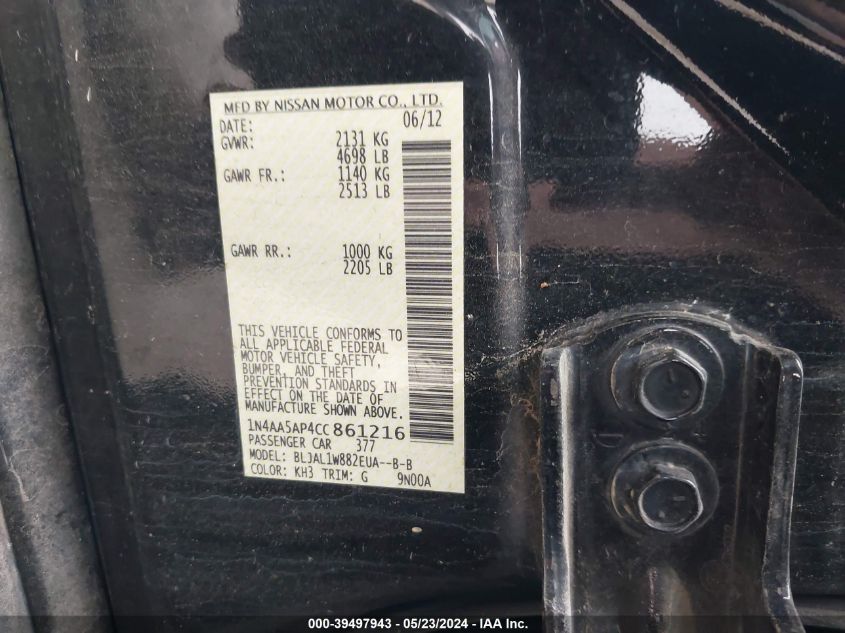 MFD BY NISSAN MOTOR CO., LTD.
DATE: 06/12
GVWR: 2131 KG
4698 LB
GAWR FR.: 1140 KG
2513 LB
GAWR RR.: 1000 KG
2205 LB
THIS VEHICLE CONFORMS TO
ALL APPLICABLE FEDERAL
MOTOR VEHICLE SAFETY,
BUMPER, AND THEFT
PREVENTION STANDARDS IN
EFFECT ON THE DATE OF
MANUFACTURE SHOWN ABOVE.
1N4AA5AP4CC861216
PASSENGER CAR 377
MODEL: BLJAL1W882EUA--B-B
COLOR: KH3 TRIM: G 9N00A
000-39497943 - 05/23/2024 - IAA Inc.